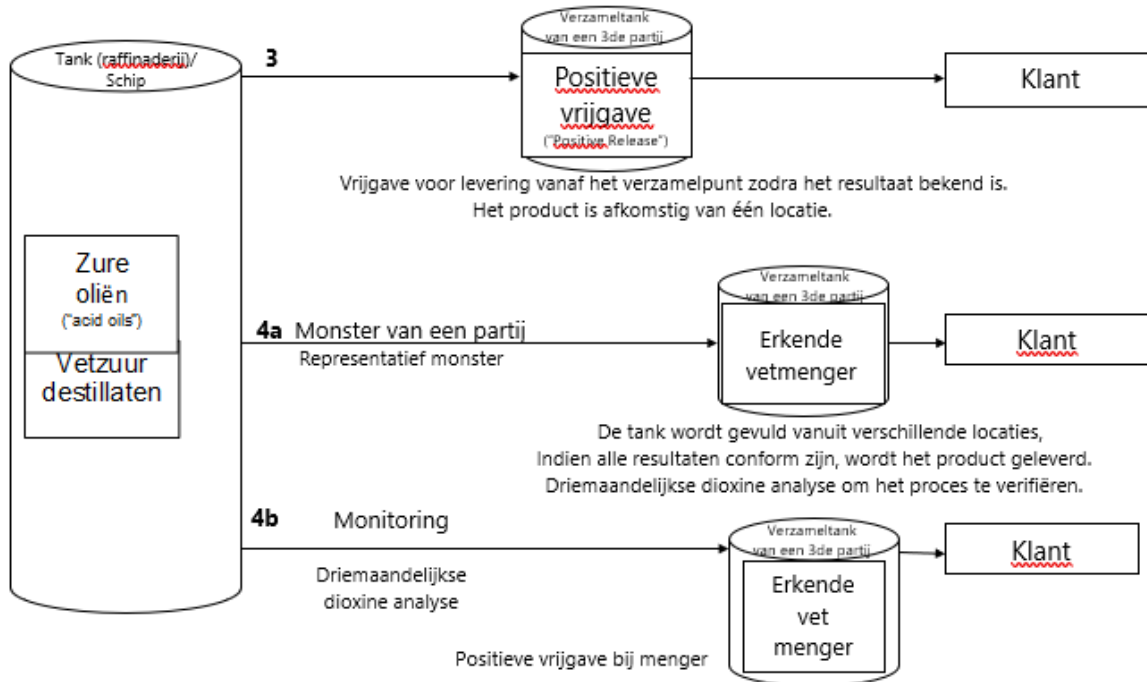 Tank (raffinaderij)/
Schip
Zure
oliën
("acid oils")
Vetzuur
destillaten
3
Verzameltank
van een 3de partij
Positieve
vrijgave
("Positive Release")
Klant
Vrijgave voor levering vanaf het verzamelpunt zodra het resultaat bekend is.
Het product is afkomstig van één locatie.
4a Monster van een partij
Representatief monster
Verzameltank
van een 3de partij
Erkende
vetmenger
Klant
De tank wordt gevuld vanuit verschillende locaties,
Indien alle resultaten conform zijn, wordt het product geleverd.
Driemaandelijkse dioxine analyse om het proces te verifiëren.
4b Monitoring
Driemaandelijkse
dioxine analyse
Verzameltank
van een 3de partij
Erkende
vet
menger
Klant
Positieve vrijgave bij menger